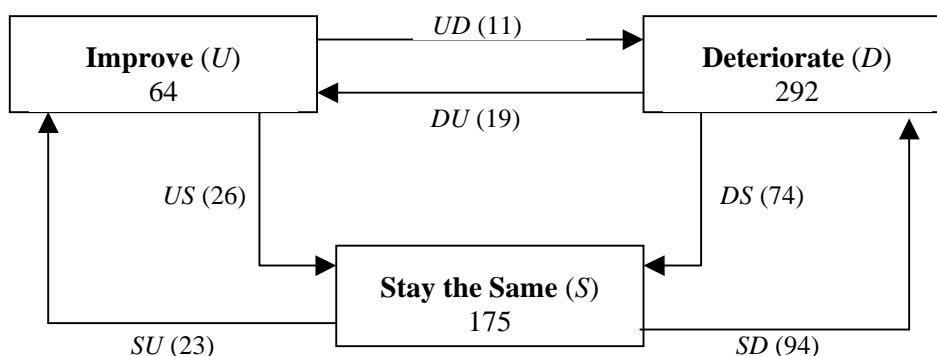 UD (11)
Improve (U)
64
Deteriorate (D)
292
DU (19)
US (26)
DS (74)
Stay the Same (S)
175
SU (23)
SD (94)